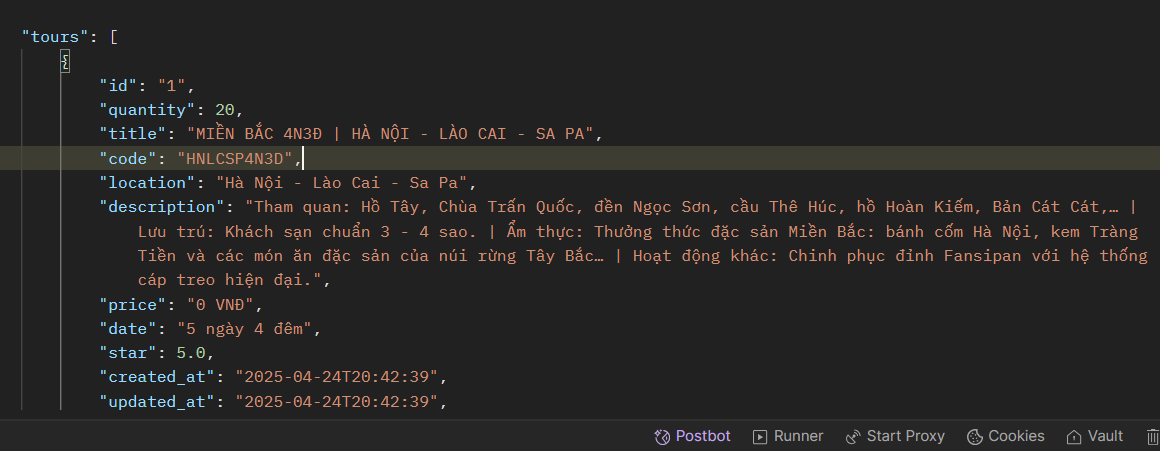 "tours": [
{
"id": "1",
"quantity": 20,
"title": "MIỀN BẮC 4N3Đ | HÀ NỘI - LÀO CAI - SA PA",
"code": "HNLCSP4N3D",
"location": "Hà Nội - Lào Cai - Sa Pa",
"description": "Tham quan: Hồ Tây, Chùa Trấn Quốc, đền Ngọc Sơn, cầu Thê Húc, hồ Hoàn Kiếm, Bản Cát Cát,… |
Lưu trú: Khách sạn chuẩn 3 - 4 sao. | Ẩm thực: Thưởng thức đặc sản Miền Bắc: bánh cốm Hà Nội, kem Tràng
Tiền và các món ăn đặc sản của núi rừng Tây Bắc… | Hoạt động khác: Chinh phục đỉnh Fansipan với hệ thống
cáp treo hiện đại.",
"price": "0 VNĐ",
"date": "5 ngày 4 đêm",
"star": 5.0,
"created_at": "2025-04-24T20:42:39",
"updated_at": "2025-04-24T20:42:39",
Postbot Runner Start Proxy Cookies Vault